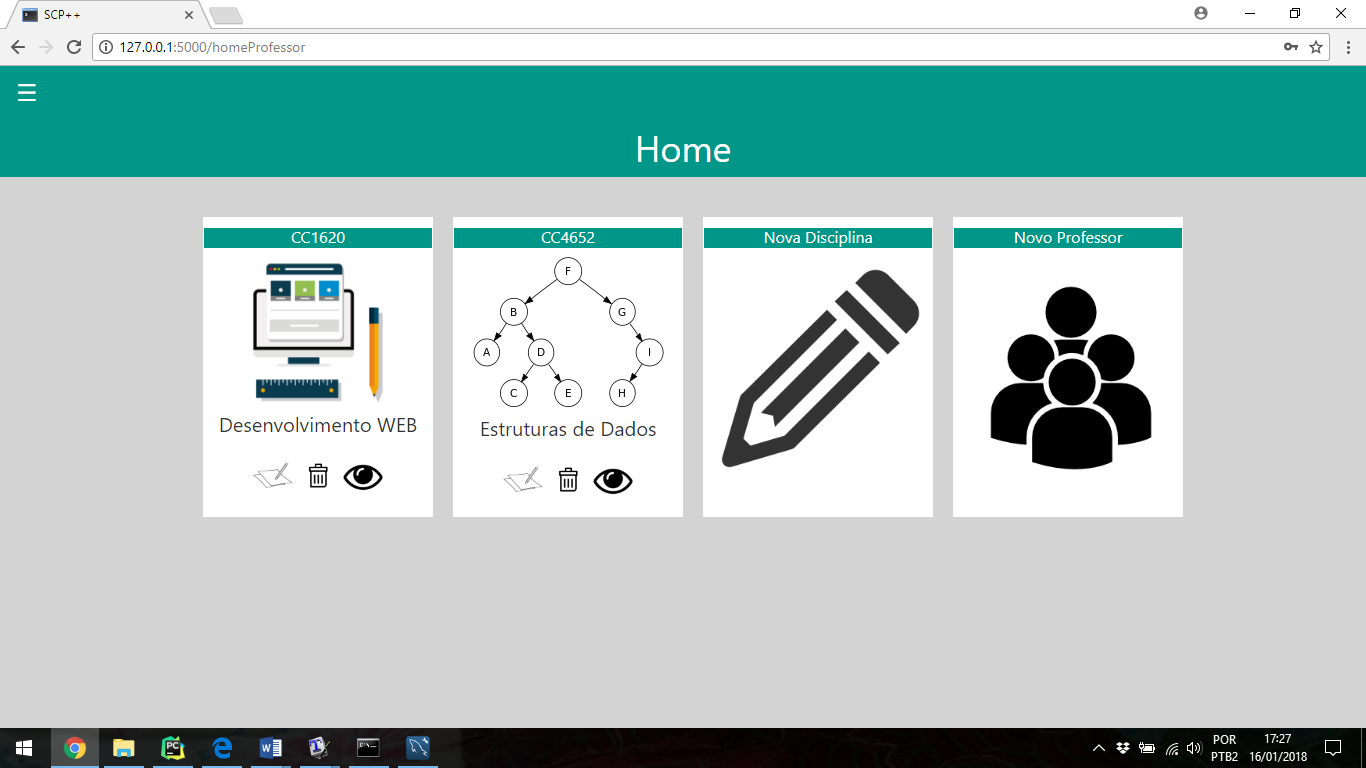 SCP++
127.0.0.1:5000/homeProfessor
☰
Home
CC1620
CC4652
Nova Disciplina
Novo Professor
F
B
G
A
D
I
C
E
H
Desenvolvimento WEB
Estruturas de Dados
POR
17:27
PTB2
16/01/2018